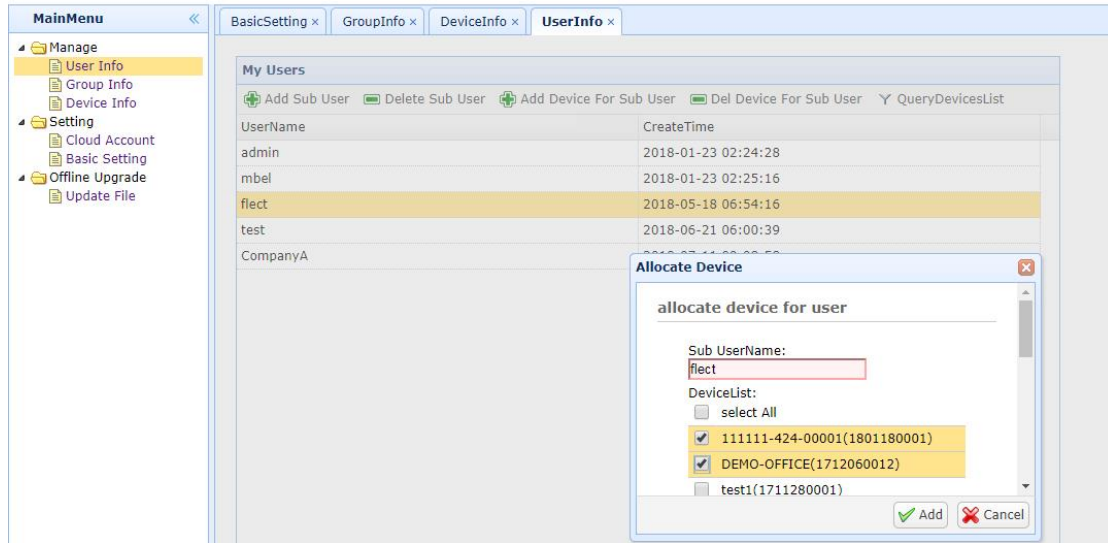 MainMenu
Manage
User Info
Group Info
Device Info
Setting
Cloud Account
Basic Setting
Offline Upgrade
Update File
BasicSetting × GroupInfo × DeviceInfo × UserInfo ×
My Users
Add Sub User Delete Sub User Add Device For Sub User Del Device For Sub User QueryDevicesList
UserName CreateTime
admin 2018-01-23 02:24:28
mbel 2018-01-23 02:25:16
flect 2018-05-18 06:54:16
test 2018-06-21 06:00:39
CompanyA
Allocate Device
allocate device for user
Sub UserName:
flect
DeviceList:
select All
111111-424-00001(1801180001)
DEMO-OFFICE(1712060012)
test1(1711280001)
Add Cancel